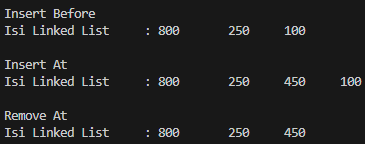 Insert Before
Isi Linked List : 800 250 100
Insert At
Isi Linked List : 800 250 450 100
Remove At
Isi Linked List : 800 250 450